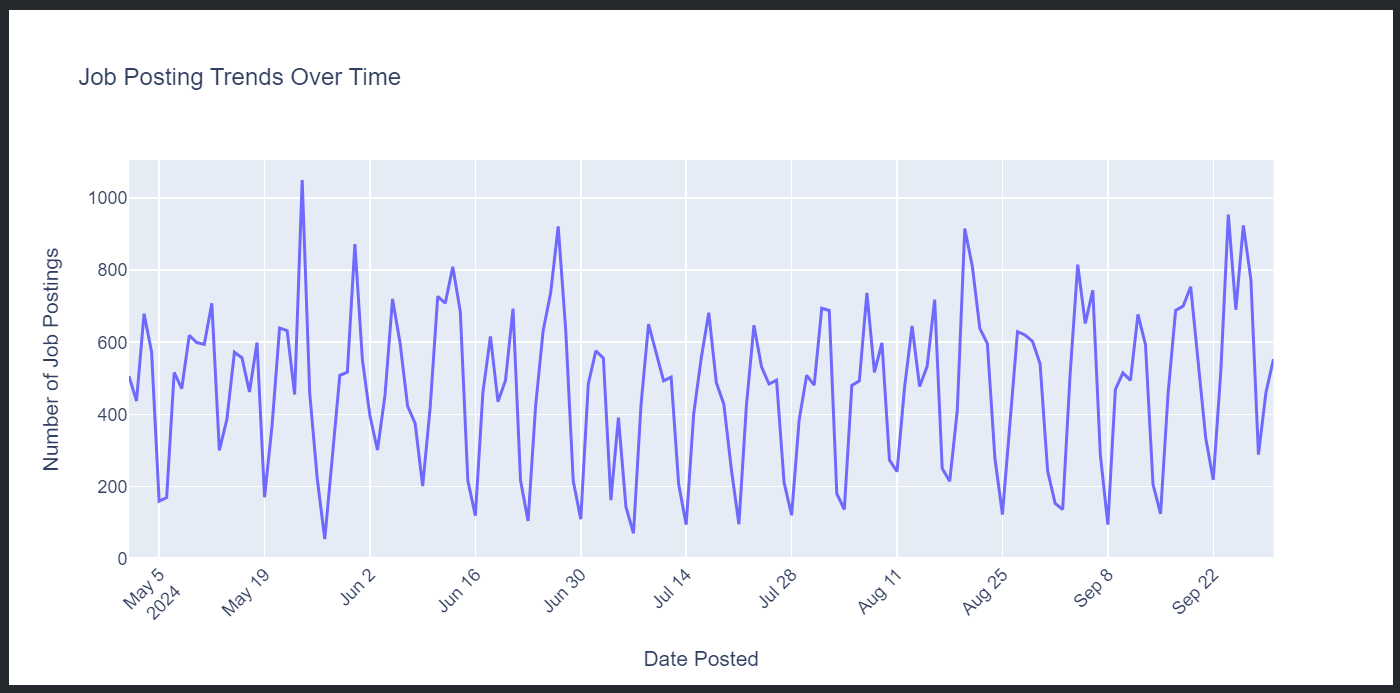 Job Posting Trends Over Time
Number of Job Postings
1000
800
600
400
200
0
May 5
2024
May 19
Jun 2
Jun 16
Jun 30
Jul 14
Jul 28
Aug 11
Aug 25
Sep 8
Sep 22
Date Posted